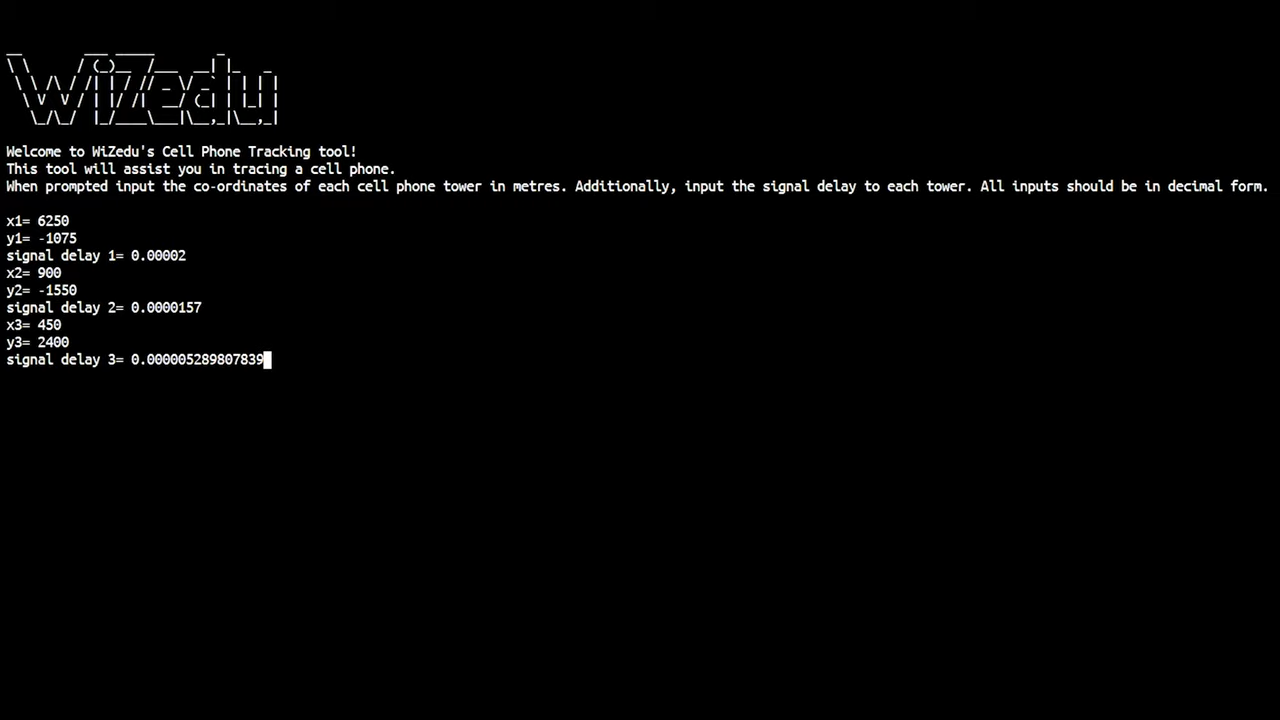 WiZedu
Welcome to WiZedu's Cell Phone Tracking tool!
This tool will assist you in tracing a cell phone.
When prompted input the co-ordinates of each cell phone tower in metres. Additionally, input the signal delay to each tower. All inputs should be in decimal form.
x1= 6250
y1= -1075
signal delay 1= 0.00002
x2= 900
y2= -1550
signal delay 2= 0.0000157
x3= 450
y3= 2400
signal delay 3= 0.000005289807839